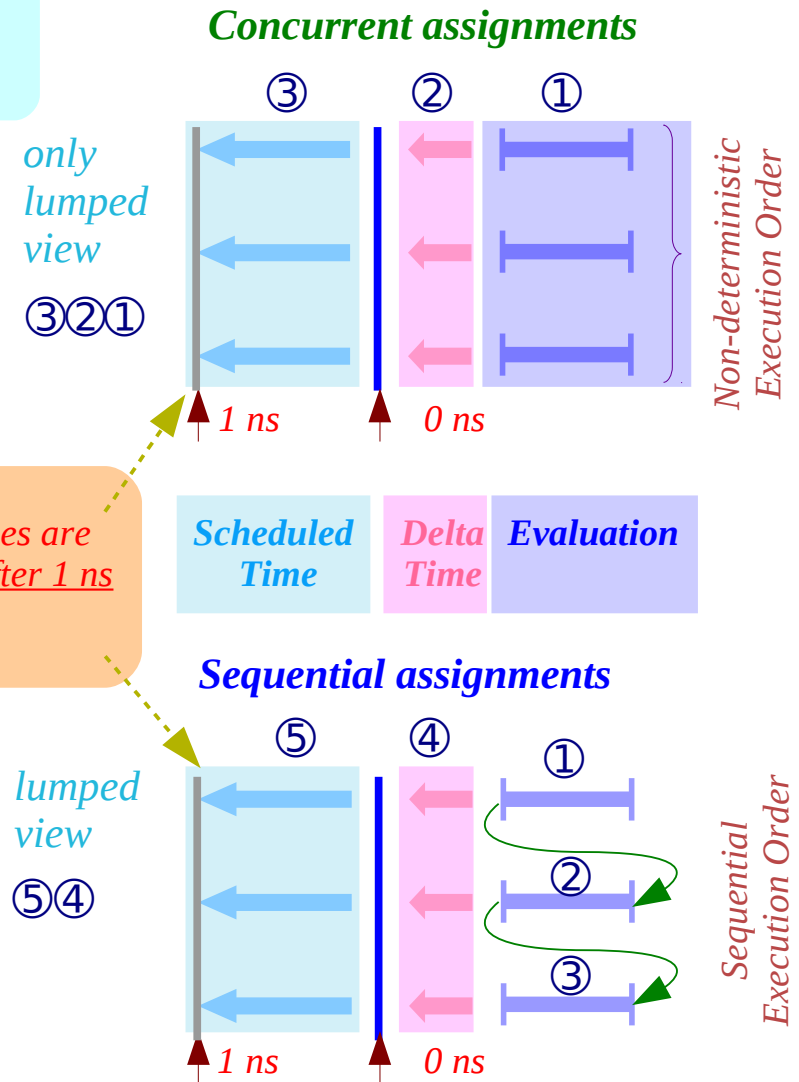 Concurrent assignments
③ ② ①
only
lumped
view
③②①
Non-deterministic
Execution Order
1 ns 0 ns
es are
fter 1 ns
Scheduled
Time
Delta
Time
Evaluation
Sequential assignments
⑤ ④ ①
lumped
view
⑤④
②
③
Sequential
Execution Order
1 ns 0 ns